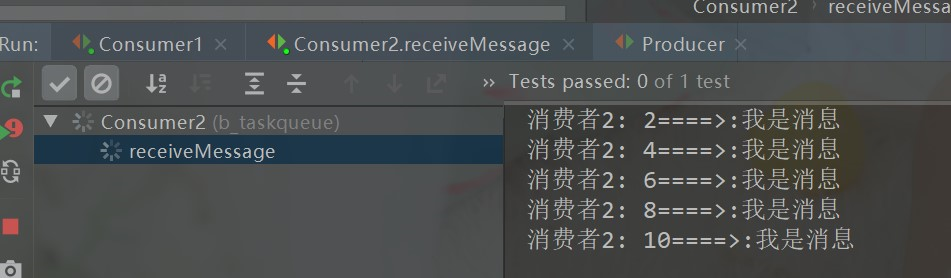 Consumer2 › receiveMessa
Run: Consumer1 × Consumer2.receiveMessage × Producer ×
» Tests passed: 0 of 1 test
Consumer2 (b_taskqueue)
receiveMessage
消费者2: 2====>:我是消息
消费者2: 4====>:我是消息
消费者2: 6====>:我是消息
消费者2: 8====>:我是消息
消费者2: 10====>:我是消息